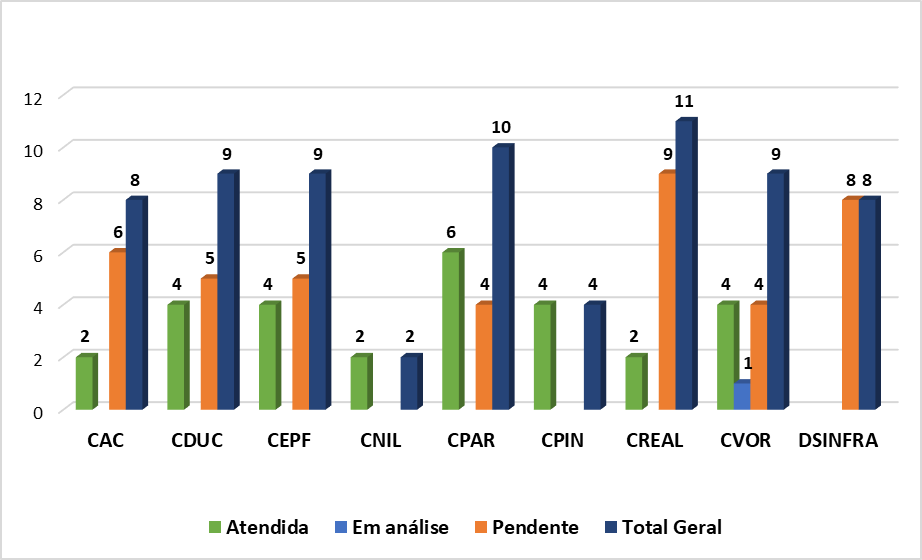 12
10
8
6
4
2
0
2 6 8
4 5 9
4 5 9
2 2
6 4 10
4 4
2 9 11
4 1 4 9
8 8
CAC CDUC CEPF CNIL CPAR CPIN CREAL CVOR DSINFRA
Atendida Em análise Pendente Total Geral